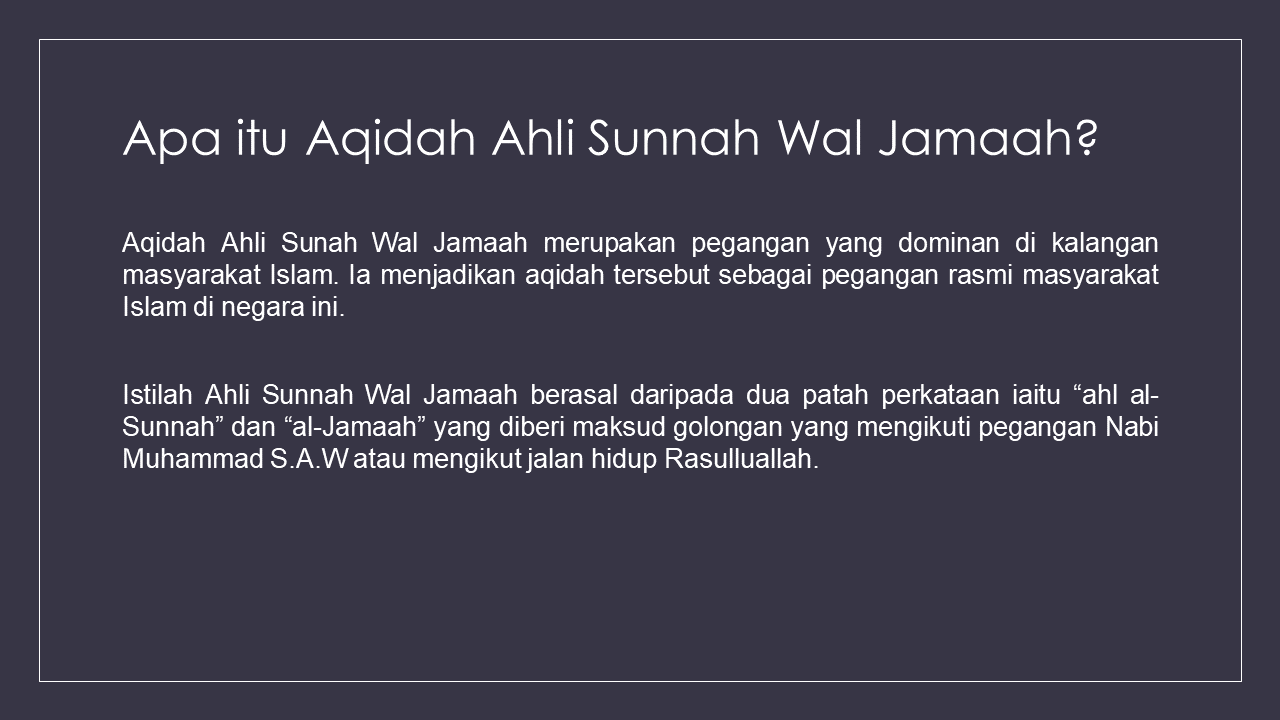 Apa itu Aqidah Ahli Sunnah Wal Jamaah?
Aqidah Ahli Sunah Wal Jamaah merupakan pegangan yang dominan di kalangan
masyarakat Islam. Ia menjadikan aqidah tersebut sebagai pegangan rasmi masyarakat
Islam di negara ini.
Istilah Ahli Sunnah Wal Jamaah berasal daripada dua patah perkataan iaitu “ahl al-
Sunnah” dan “al-Jamaah” yang diberi maksud golongan yang mengikuti pegangan Nabi
Muhammad S.A.W atau mengikut jalan hidup Rasulluallah.